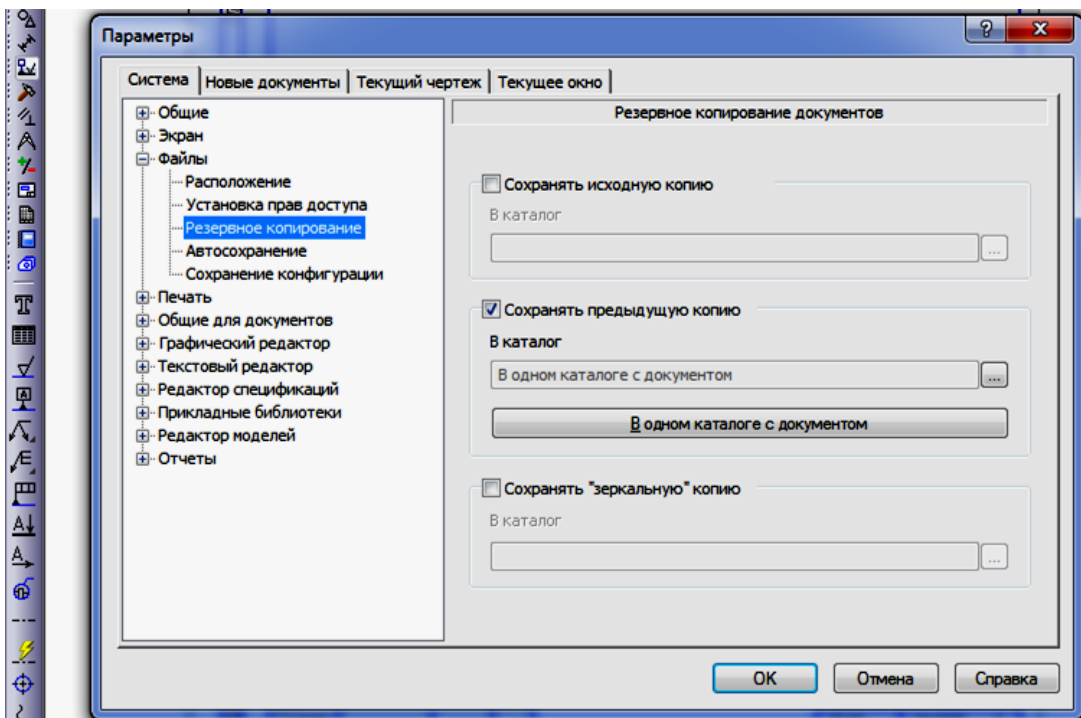 Параметры
Система
Новые документы
Текущий чертеж
Текущее окно
Общие
Экран
Файлы
Расположение
Установка прав доступа
Резервное копирование
Автосохранение
Сохранение конфигурации
Печать
Общие для документов
Графический редактор
Текстовый редактор
Редактор спецификаций
Прикладные библиотеки
Редактор моделей
Отчеты
Резервное копирование документов
Сохранять исходную копию
В каталог
...
Сохранять предыдущую копию
В каталог
В одном каталоге с документом
...
В одном каталоге с документом
Сохранять "зеркальную" копию
В каталог
...
OK
Отмена
Справка